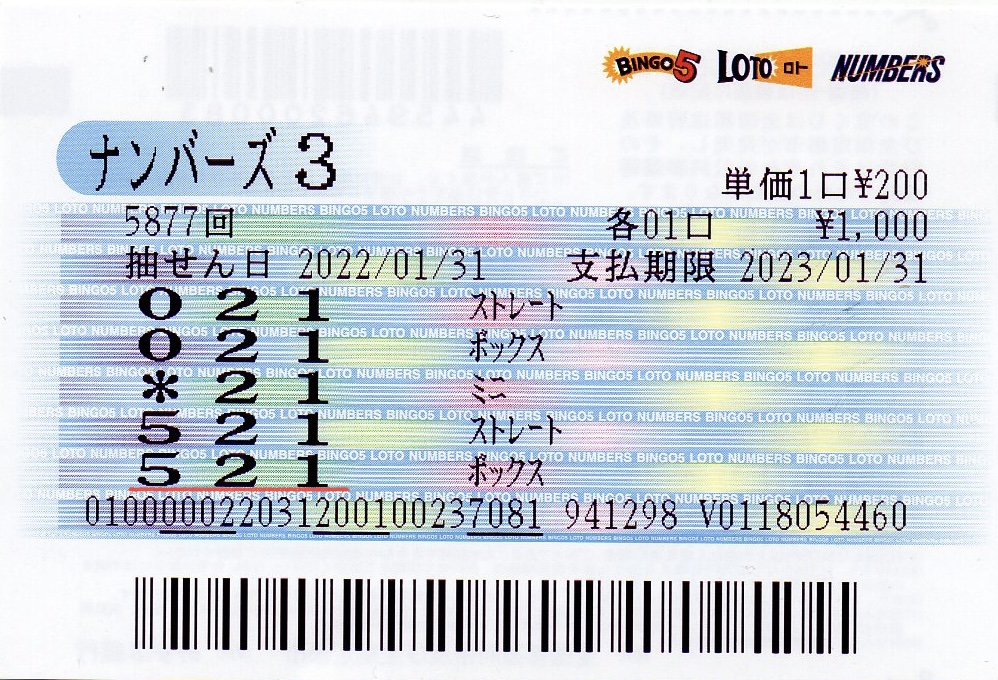 BINGO5 LOTO ロト NUMBERS
ナンバーズ 3
単価1口¥200
5877回 各01口 ¥1,000
抽せん日 2022/01/31 支払期限 2023/01/31
0 2 1 ストレート
0 2 1 ボックス
* 2 1 ミニ
5 2 1 ストレート
5 2 1 ボックス
010000022031200100237081 941298 V0118054460